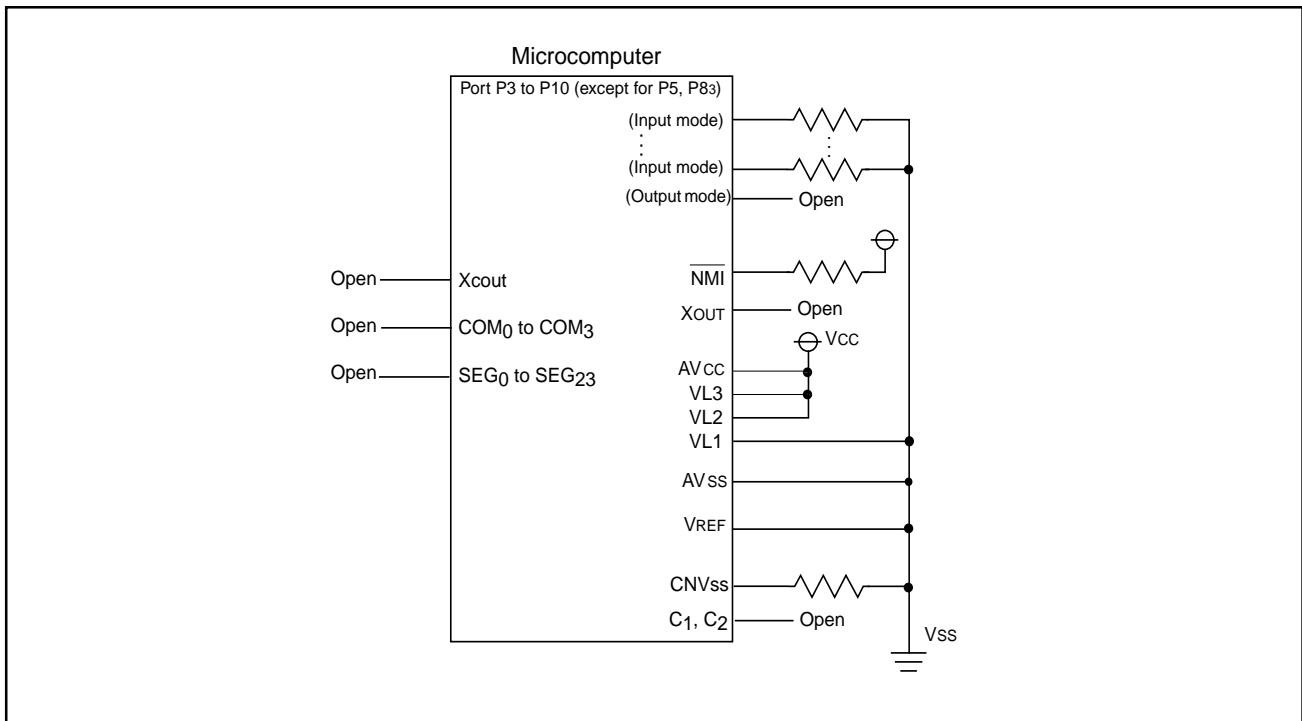 Microcomputer
Port P3 to P10 (except for P5, P83)
(Input mode)
(Input mode)
(Output mode)
Open
Open
Xcout
NMI
XOUT
Open
Open
COM0 to COM3
VCC
Open
SEG0 to SEG23
AVCC
VL3
VL2
VL1
AVSS
VREF
CNVss
C1, C2
Open
VSS